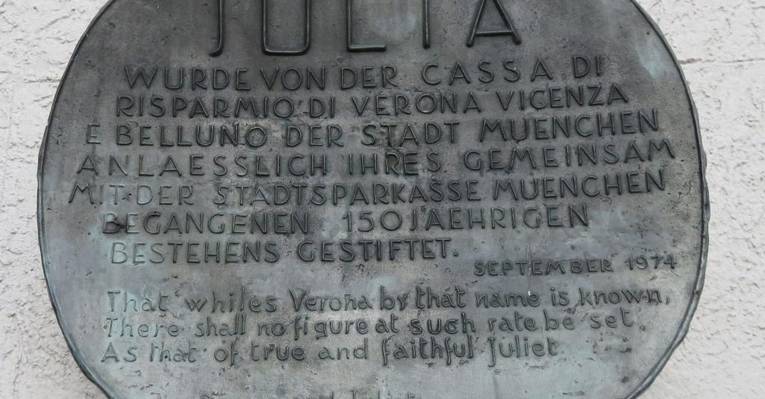 JULIA
WURDE VON DER CASSA DI
RISPARMIO DI VERONA VICENZA
E BELLUNO DER STADT MUENCHEN
ANLAESSLICH IHRES GEMEINSAM
MIT DER STADTSPARKASSE MUENCHEN
BEGANGENEN 150JAEHRIGEN
BESTEHENS GESTIFTET.
SEPTEMBER 1974
That whiles Verona by that name is known,
There shall no figure at such rate be set,
As that of true and faithful Juliet